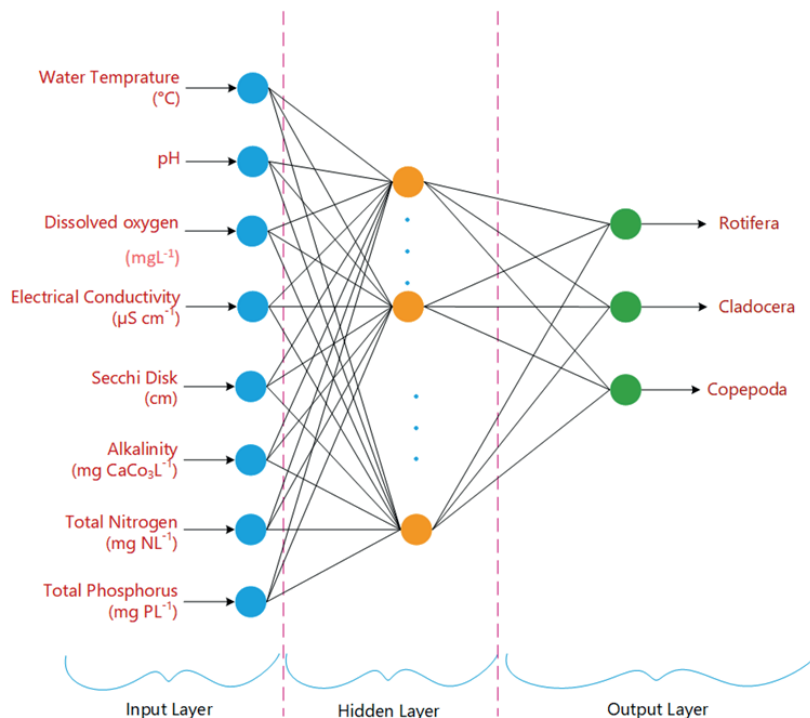 Water Temprature
(°C)
pH
Dissolved oxygen
(mgL⁻¹)
Electrical Conductivity
(µS cm⁻¹)
Secchi Disk
(cm)
Alkalinity
(mg CaCo₃L⁻¹)
Total Nitrogen
(mg NL⁻¹)
Total Phosphorus
(mg PL⁻¹)
Rotifera
Cladocera
Copepoda
Input Layer
Hidden Layer
Output Layer